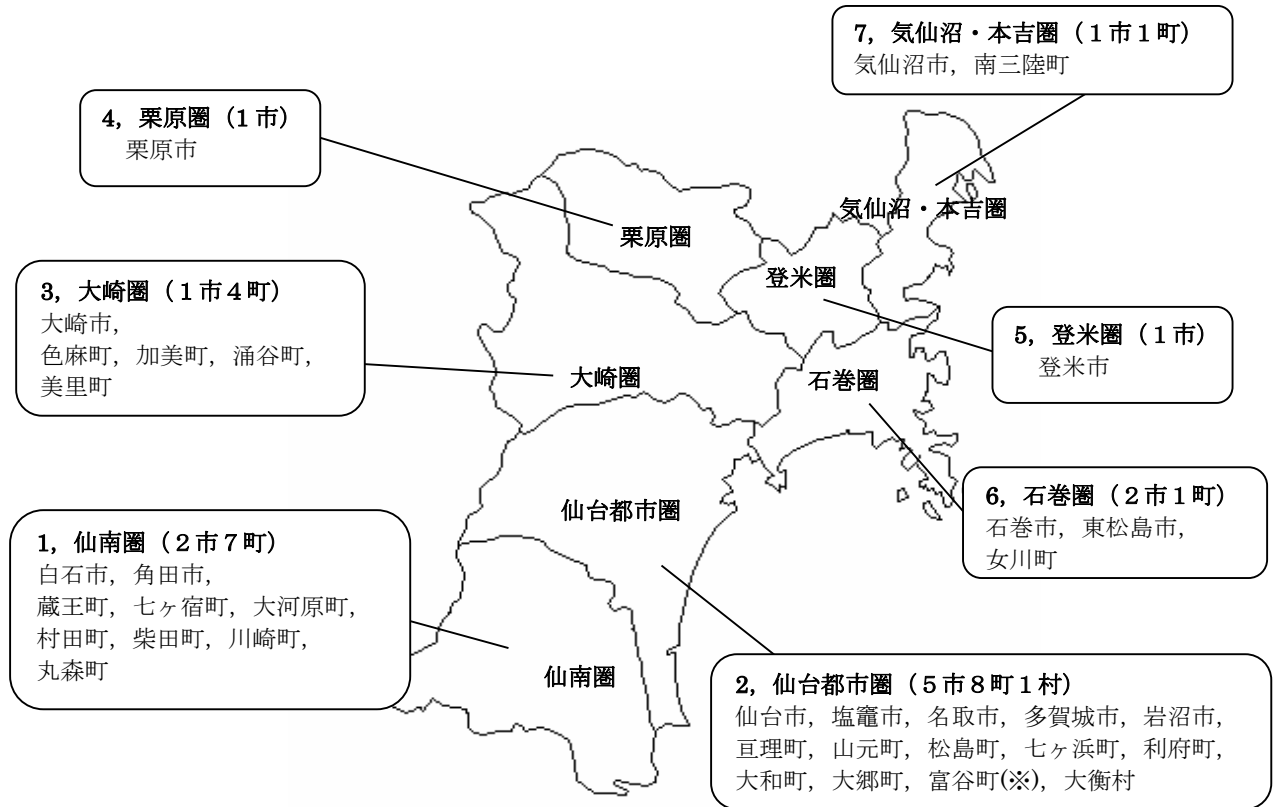 7, 気仙沼・本吉圏（1市1町）
気仙沼市, 南三陸町
4, 栗原圏（1市）
栗原市
気仙沼・本吉圏
栗原圏
登米圏
3, 大崎圏（1市4町）
大崎市,
色麻町, 加美町, 涌谷町,
美里町
5, 登米圏（1市）
登米市
大崎圏
石巻圏
6, 石巻圏（2市1町）
石巻市, 東松島市,
女川町
仙台都市圏
1, 仙南圏（2市7町）
白石市, 角田市,
蔵王町, 七ヶ宿町, 大河原町,
村田町, 柴田町, 川崎町,
丸森町
仙南圏
2, 仙台都市圏（5市8町1村）
仙台市, 塩竈市, 名取市, 多賀城市, 岩沼市,
亘理町, 山元町, 松島町, 七ヶ浜町, 利府町,
大和町, 大郷町, 富谷町(※), 大衡村